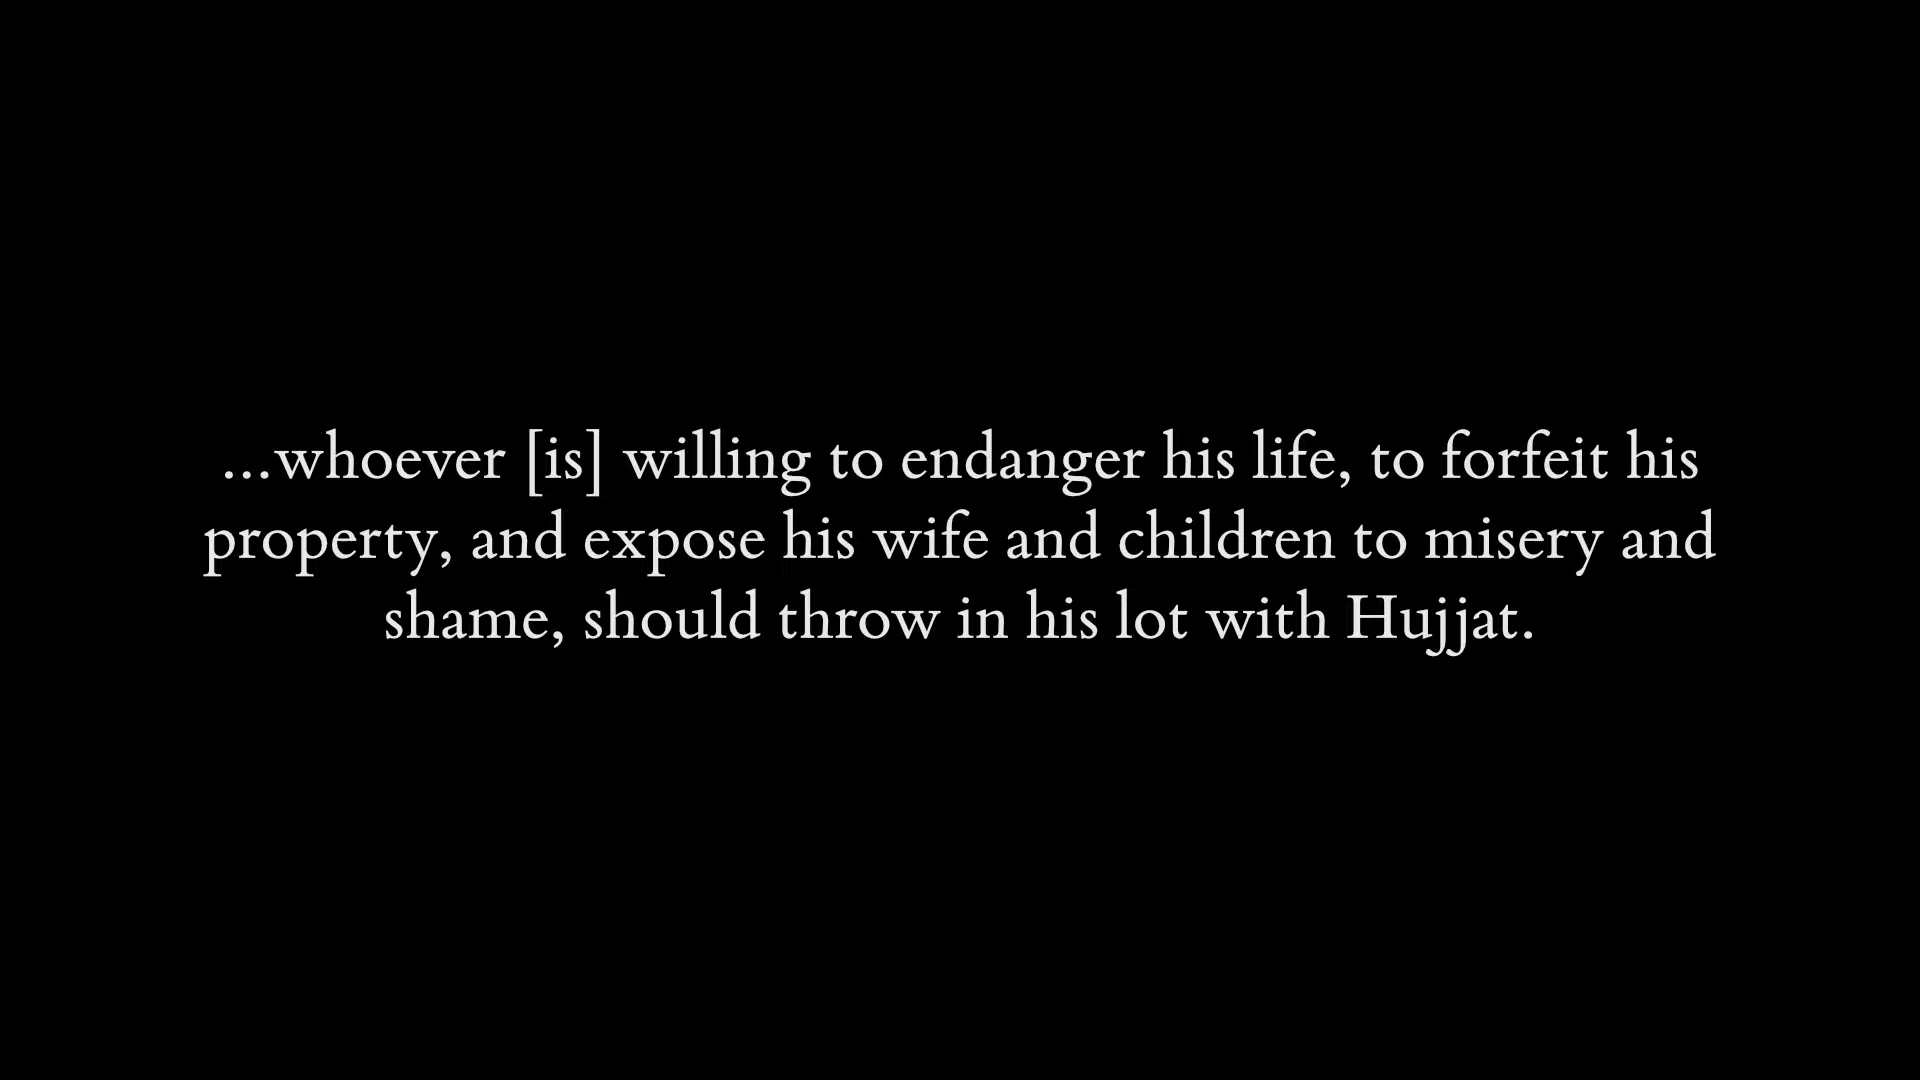 ...whoever [is] willing to endanger his life, to forfeit his
property, and expose his wife and children to misery and
shame, should throw in his lot with Hujjat.